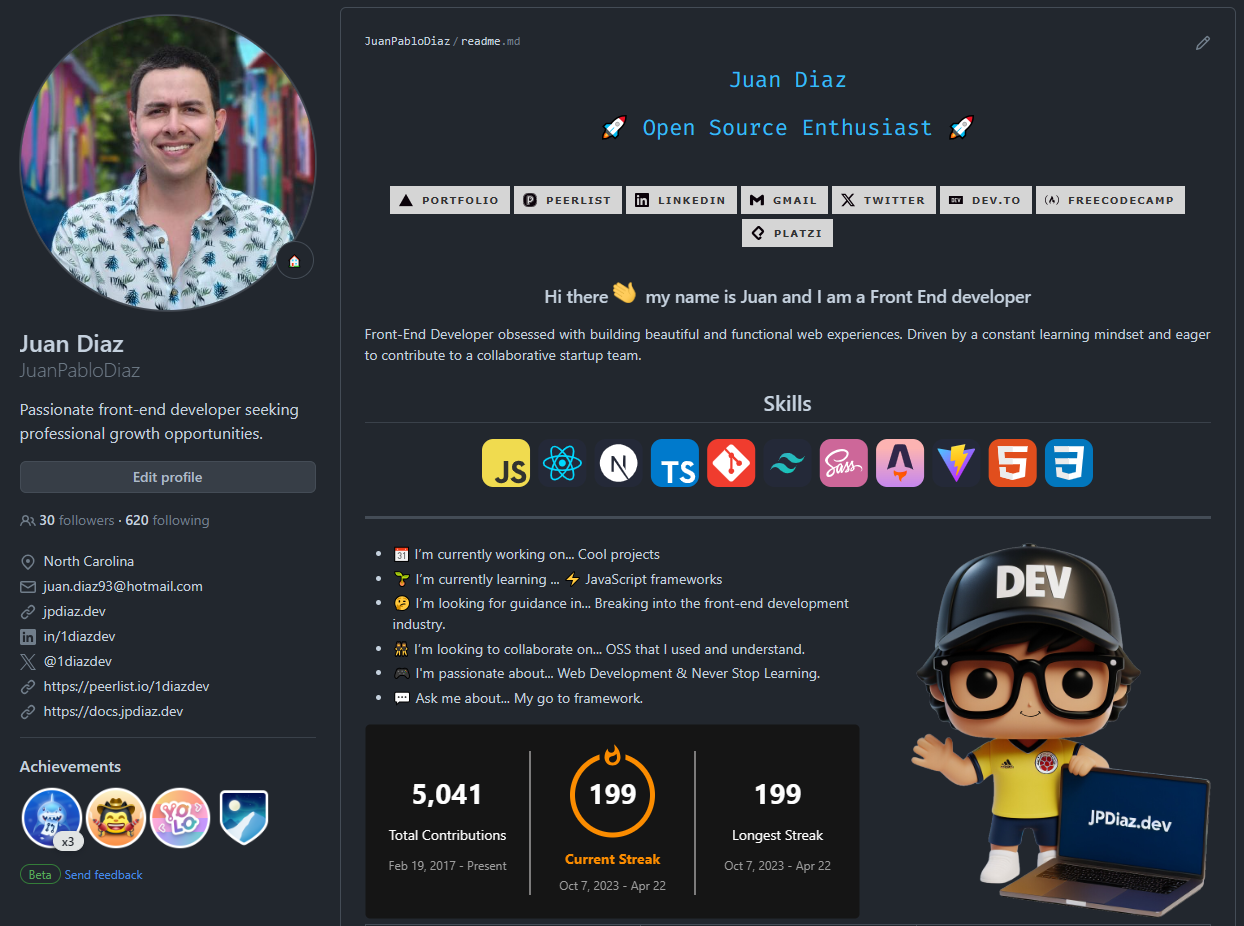 Juan Diaz
JuanPabloDiaz
Passionate front-end developer seeking
professional growth opportunities.
Edit profile
30 followers · 620 following
North Carolina
juan.diaz93@hotmail.com
jpdiaz.dev
in/1diazdev
@1diazdev
https://peerlist.io/1diazdev
https://docs.jpdiaz.dev
Achievements
YOLO
x3
Beta Send feedback
JuanPabloDiaz/readme.md
Juan Diaz
🚀 Open Source Enthusiast 🚀
PORTFOLIO PEERLIST LINKEDIN GMAIL TWITTER DEV.TO FREECODECAMP
PLATZI
Hi there 👋 my name is Juan and I am a Front End developer
Front-End Developer obsessed with building beautiful and functional web experiences. Driven by a constant learning mindset and eager
to contribute to a collaborative startup team.
Skills
JS N TS Sass
I'm currently working on... Cool projects
I'm currently learning ... ⚡ JavaScript frameworks
I'm looking for guidance in... Breaking into the front-end development
industry.
I'm looking to collaborate on... OSS that I used and understand.
I'm passionate about... Web Development & Never Stop Learning.
Ask me about... My go to framework.
5,041 199 199
Total Contributions Current Streak Longest Streak
Feb 19, 2017 - Present Oct 7, 2023 - Apr 22 Oct 7, 2023 - Apr 22
DEV
JPDiaz.dev